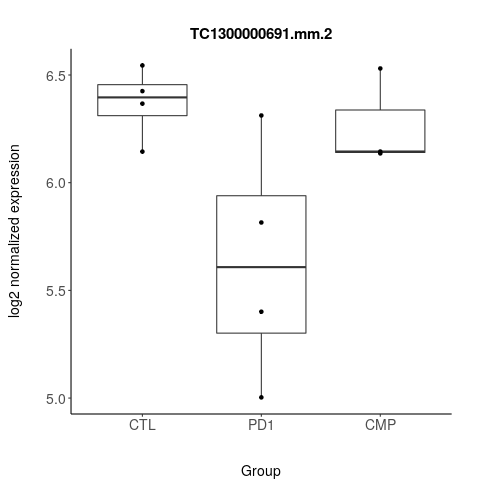 TC1300000691.mm.2
log2 normalized expression
6.5
6.0
5.5
5.0
CTL PD1 CMP
Group